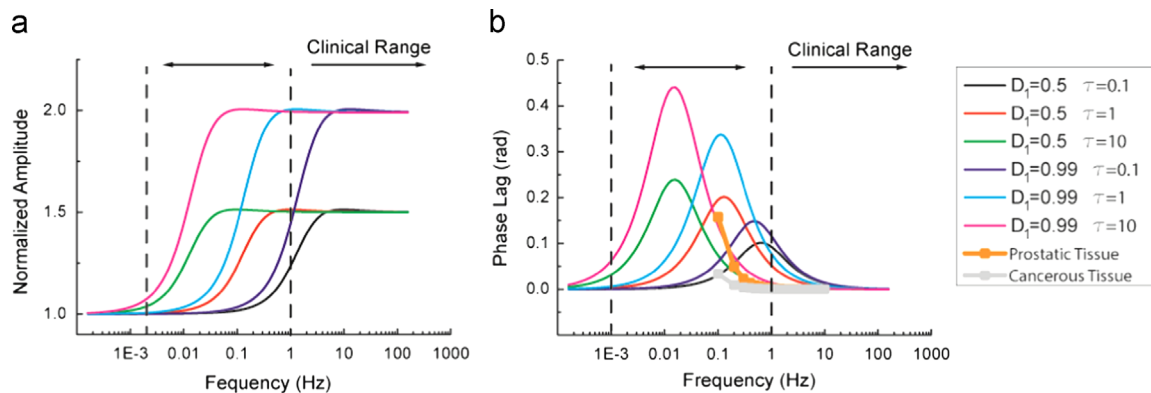 a
Clinical Range
2.0
1.5
1.0
Normalized Amplitude
1E-3 0.01 0.1 1 10 100 1000
Fequency (Hz)
b
Clinical Range
0.5
0.4
0.3
0.2
0.1
0.0
Phase Lag (rad)
1E-3 0.01 0.1 1 10 100 1000
Frequency (Hz)
D₁=0.5 τ=0.1
D₁=0.5 τ=1
D₁=0.5 τ=10
D₁=0.99 τ=0.1
D₁=0.99 τ=1
D₁=0.99 τ=10
Prostatic Tissue
Cancerous Tissue